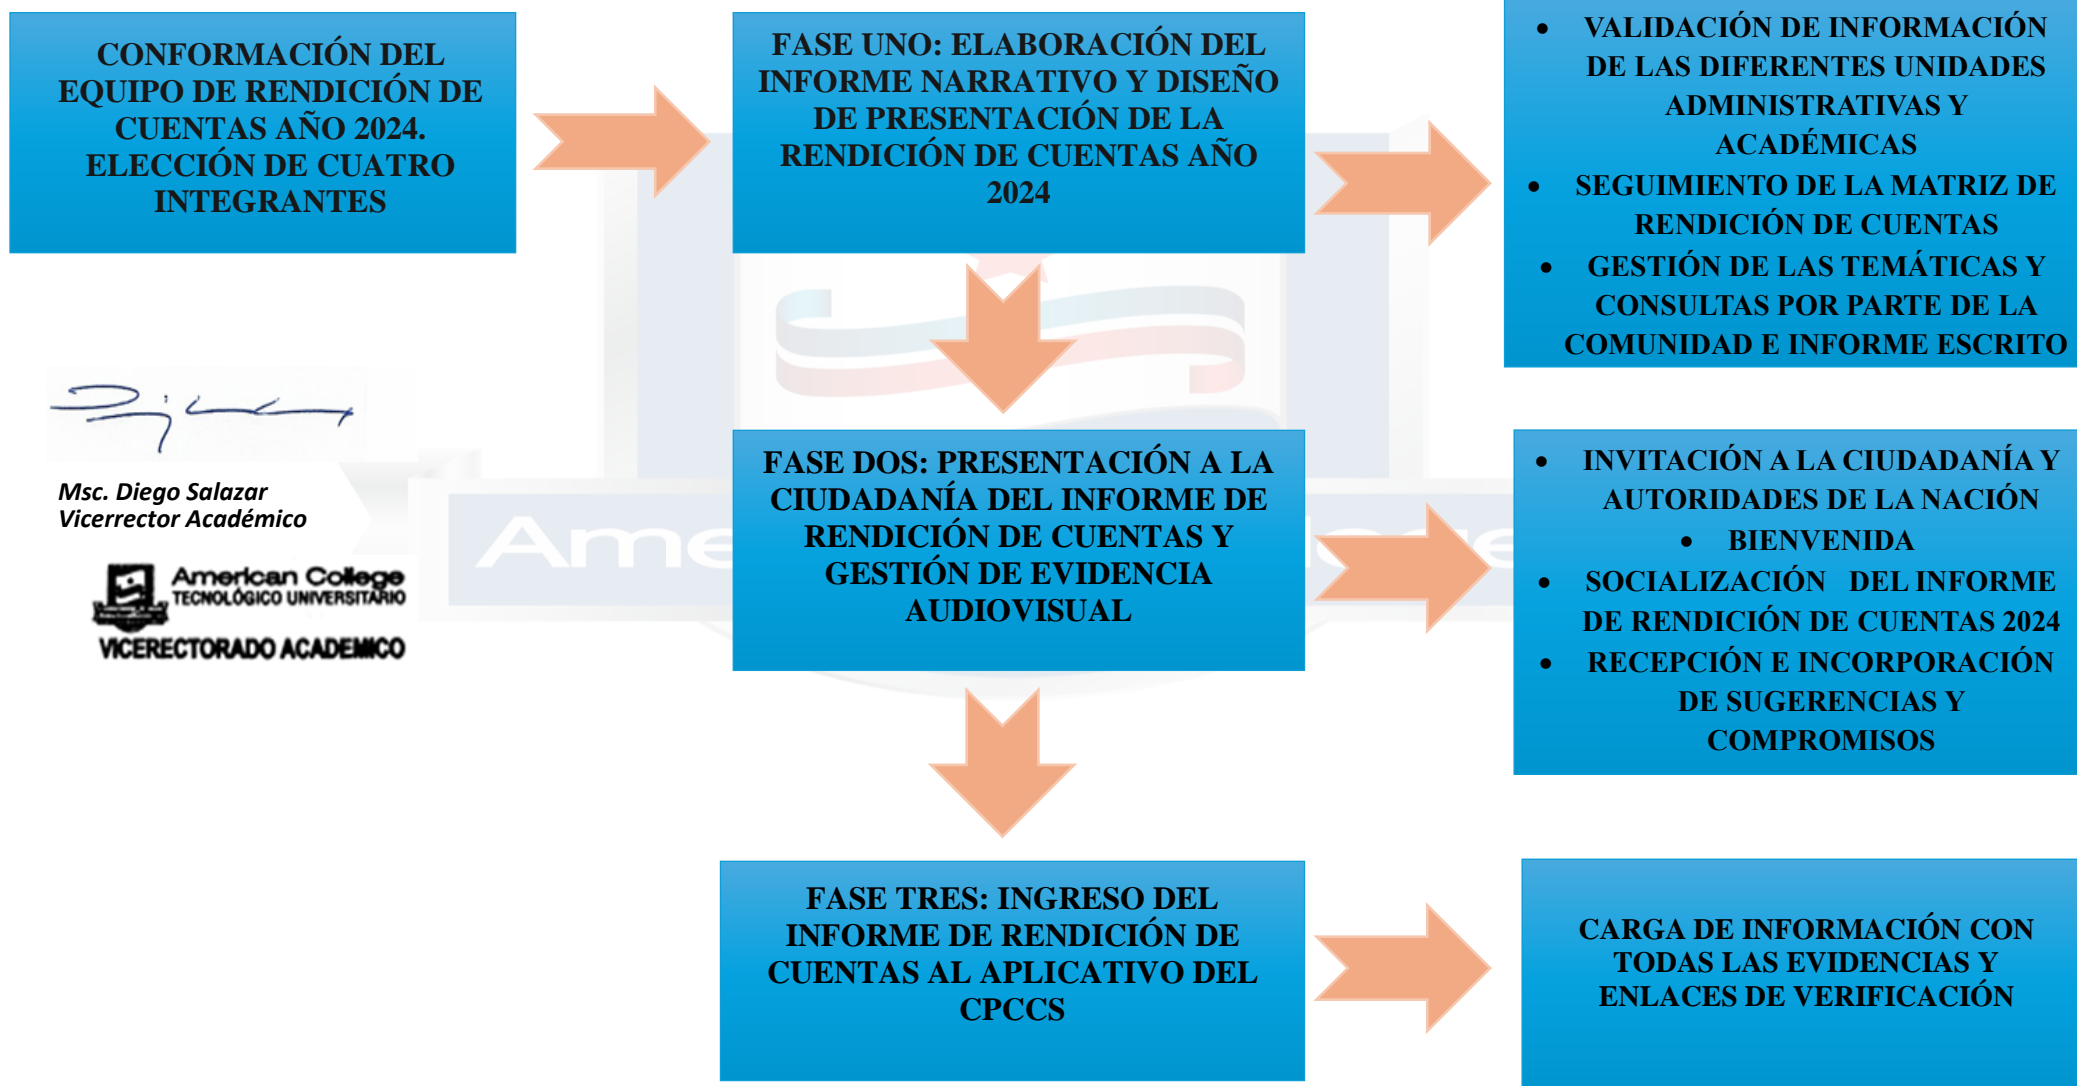 CONFORMACIÓN DEL
EQUIPO DE RENDICIÓN DE
CUENTAS AÑO 2024.
ELECCIÓN DE CUATRO
INTEGRANTES
FASE UNO: ELABORACIÓN DEL
INFORME NARRATIVO Y DISEÑO
DE PRESENTACIÓN DE LA
RENDICIÓN DE CUENTAS AÑO
2024
• VALIDACIÓN DE INFORMACIÓN
DE LAS DIFERENTES UNIDADES
ADMINISTRATIVAS Y
ACADÉMICAS
• SEGUIMIENTO DE LA MATRIZ DE
RENDICIÓN DE CUENTAS
• GESTIÓN DE LAS TEMÁTICAS Y
CONSULTAS POR PARTE DE LA
COMUNIDAD E INFORME ESCRITO
Msc. Diego Salazar
Vicerrector Académico
American College
TECNOLÓGICO UNIVERSITARIO
VICERECTORADO ACADEMICO
FASE DOS: PRESENTACIÓN A LA
CIUDADANÍA DEL INFORME DE
RENDICIÓN DE CUENTAS Y
GESTIÓN DE EVIDENCIA
AUDIOVISUAL
• INVITACIÓN A LA CIUDADANÍA Y
AUTORIDADES DE LA NACIÓN
• BIENVENIDA
• SOCIALIZACIÓN DEL INFORME
DE RENDICIÓN DE CUENTAS 2024
• RECEPCIÓN E INCORPORACIÓN
DE SUGERENCIAS Y
COMPROMISOS
FASE TRES: INGRESO DEL
INFORME DE RENDICIÓN DE
CUENTAS AL APLICATIVO DEL
CPCCS
CARGA DE INFORMACIÓN CON
TODAS LAS EVIDENCIAS Y
ENLACES DE VERIFICACIÓN